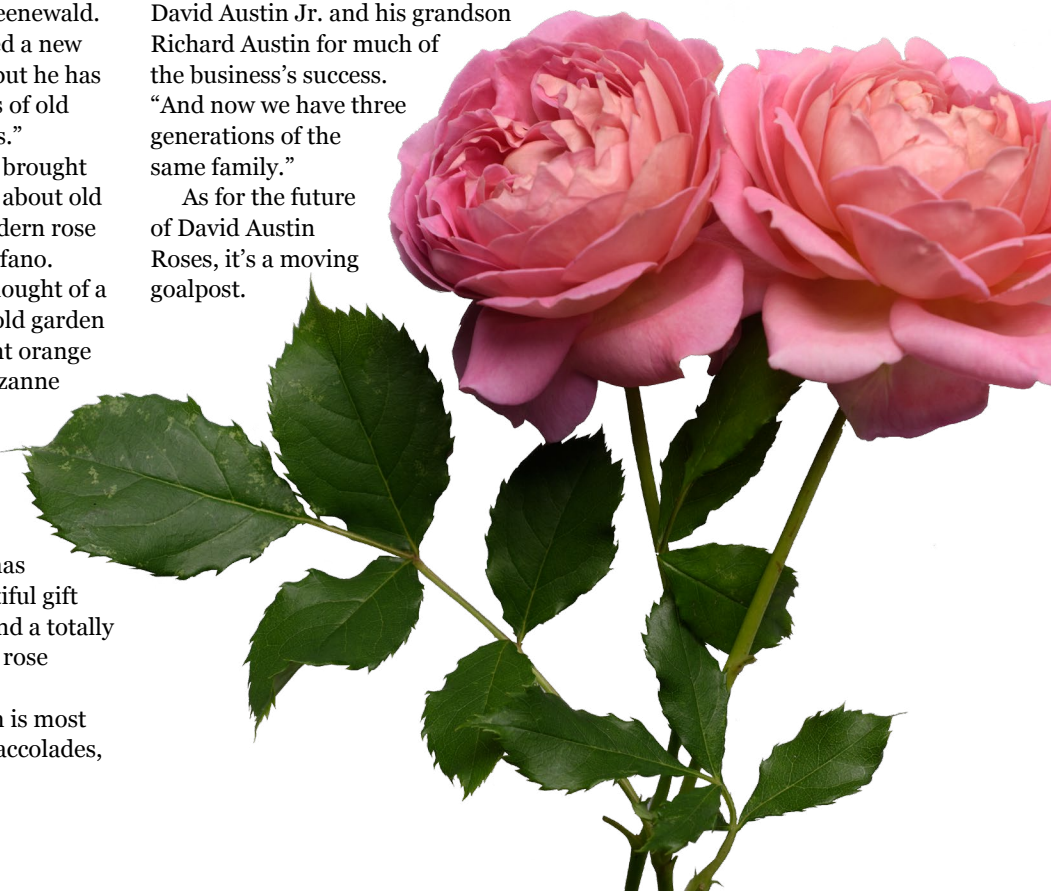 eenewald.
ed a new
but he has
s of old
s.”
brought
about old
dern rose
fano.
ought of a
old garden
nt orange
zanne
has
tiful gift
nd a totally
rose
n is most
accolades,
David Austin Jr. and his grandson
Richard Austin for much of
the business’s success.
“And now we have three
generations of the
same family.”
As for the future
of David Austin
Roses, it’s a moving
goalpost.